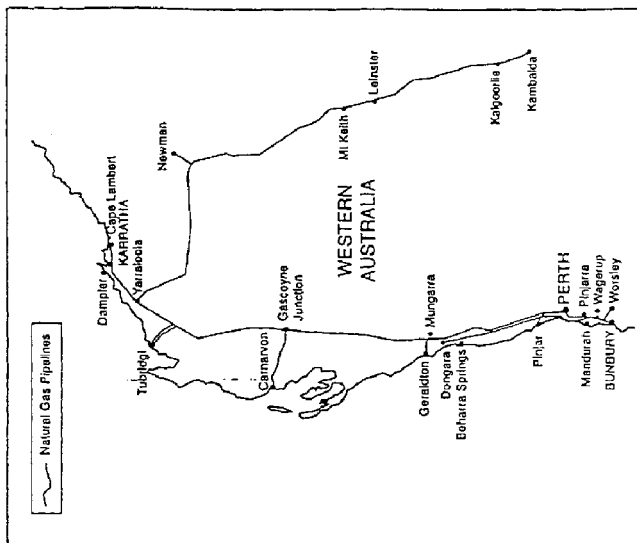 Natural Gas Pipelines
Cape Lambert
KARRATHA
Dampier
Yarraloola
Tubridgi
Newman
Carnarvon
Gascoyne
Junction
Mt Keith
Leinster
Kalgoorlie
Kambalda
WESTERN
AUSTRALIA
Geraldton
Mungarra
Dongara
Beharra Springs
Pinjar
PERTH
Mandurah
Pinjarra
Wagerup
BUNBURY
Worsley